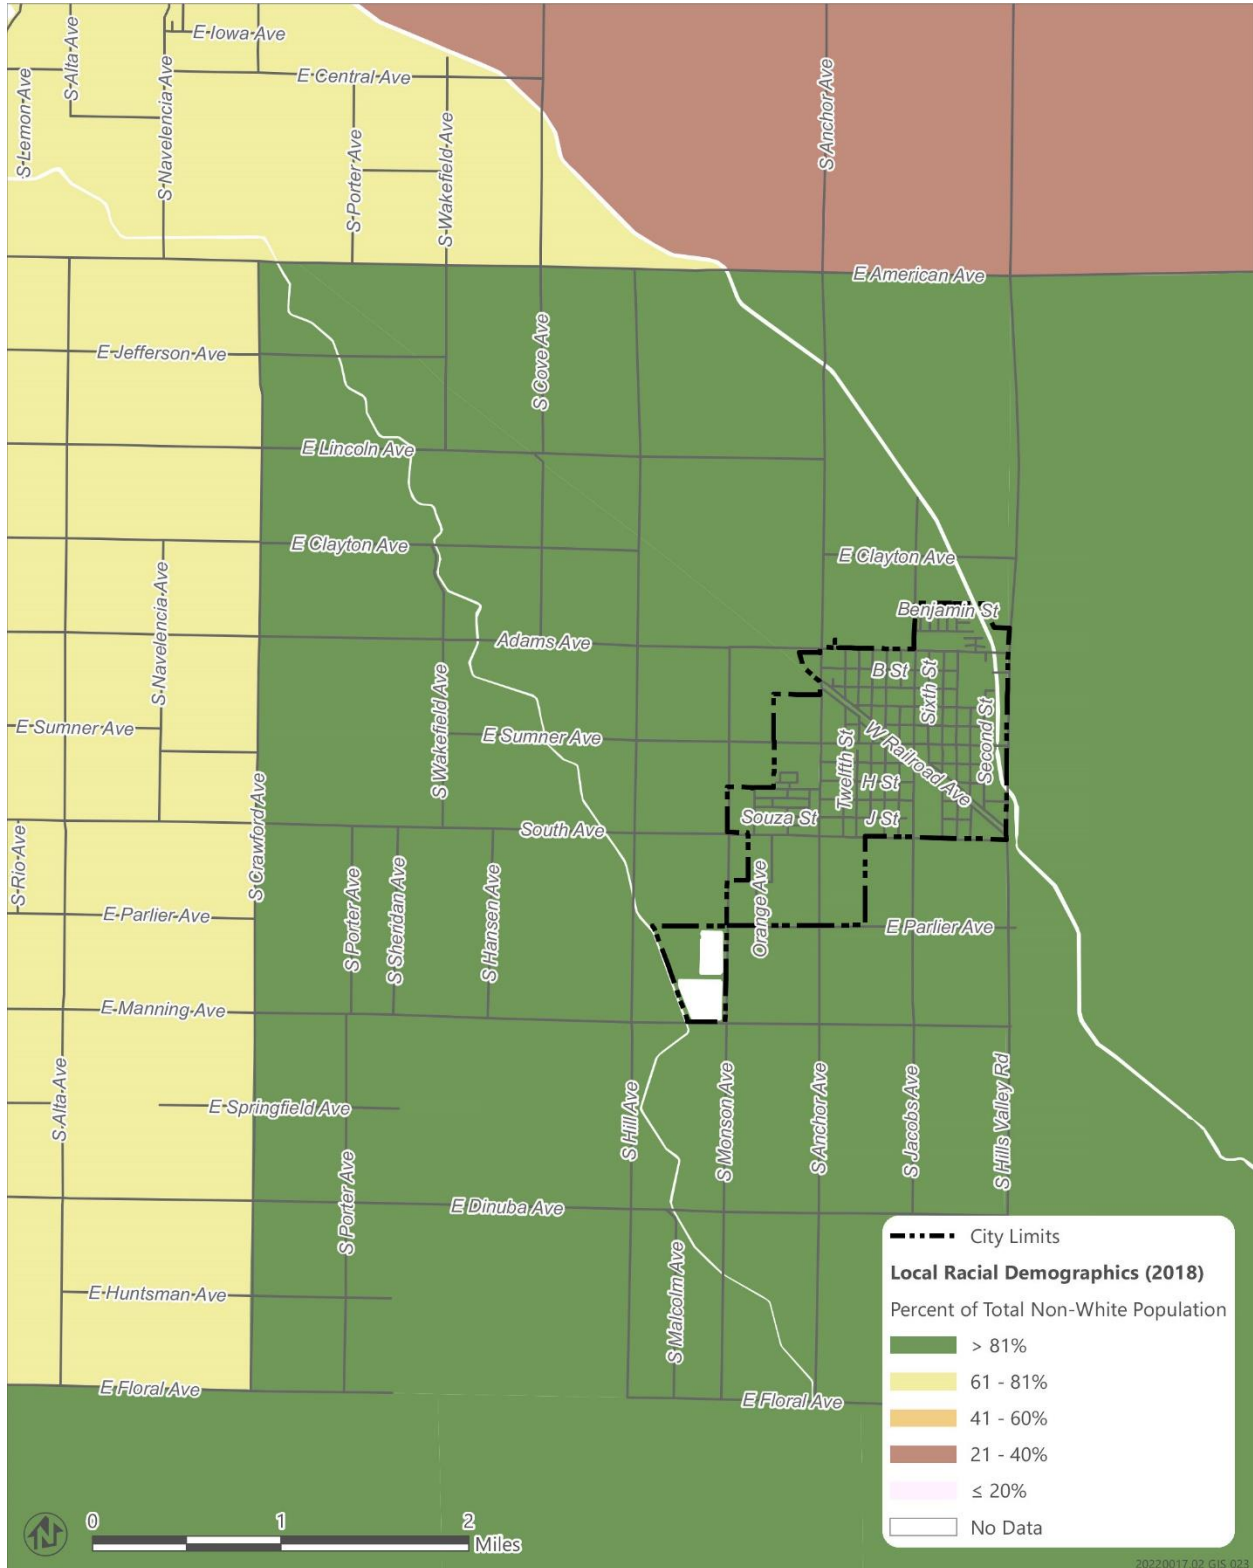 E Iowa Ave
E Central Ave
S Lemon Ave
S Alta Ave
S Navelencia Ave
S Porter Ave
S Wakefield Ave
S Anchor Ave
E American Ave
E Jefferson Ave
S Cove Ave
E Lincoln Ave
E Clayton Ave
E Clayton Ave
S Navelencia Ave
Benjamin St
Adams Ave
B St
Sixth St
Second St
E Sumner Ave
S Wakefield Ave
E Sumner Ave
Twelfth St
W Railroad Ave
H St
S Crawford Ave
South Ave
Souza St
J St
S Rio Ave
E Parlier Ave
S Porter Ave
S Sheridan Ave
S Hansen Ave
Orange Ave
E Parlier Ave
E Manning Ave
S Alta Ave
E Springfield Ave
S Hill Ave
S Monson Ave
S Anchor Ave
S Jacobs Ave
S Hills Valley Rd
S Porter Ave
E Dinuba Ave
S Malcolm Ave
E Huntsman Ave
E Floral Ave
E Floral Ave
City Limits
Local Racial Demographics (2018)
Percent of Total Non-White Population
> 81%
61 - 81%
41 - 60%
21 - 40%
≤ 20%
No Data
N
0 1 2
Miles
20220017.02 GIS 023